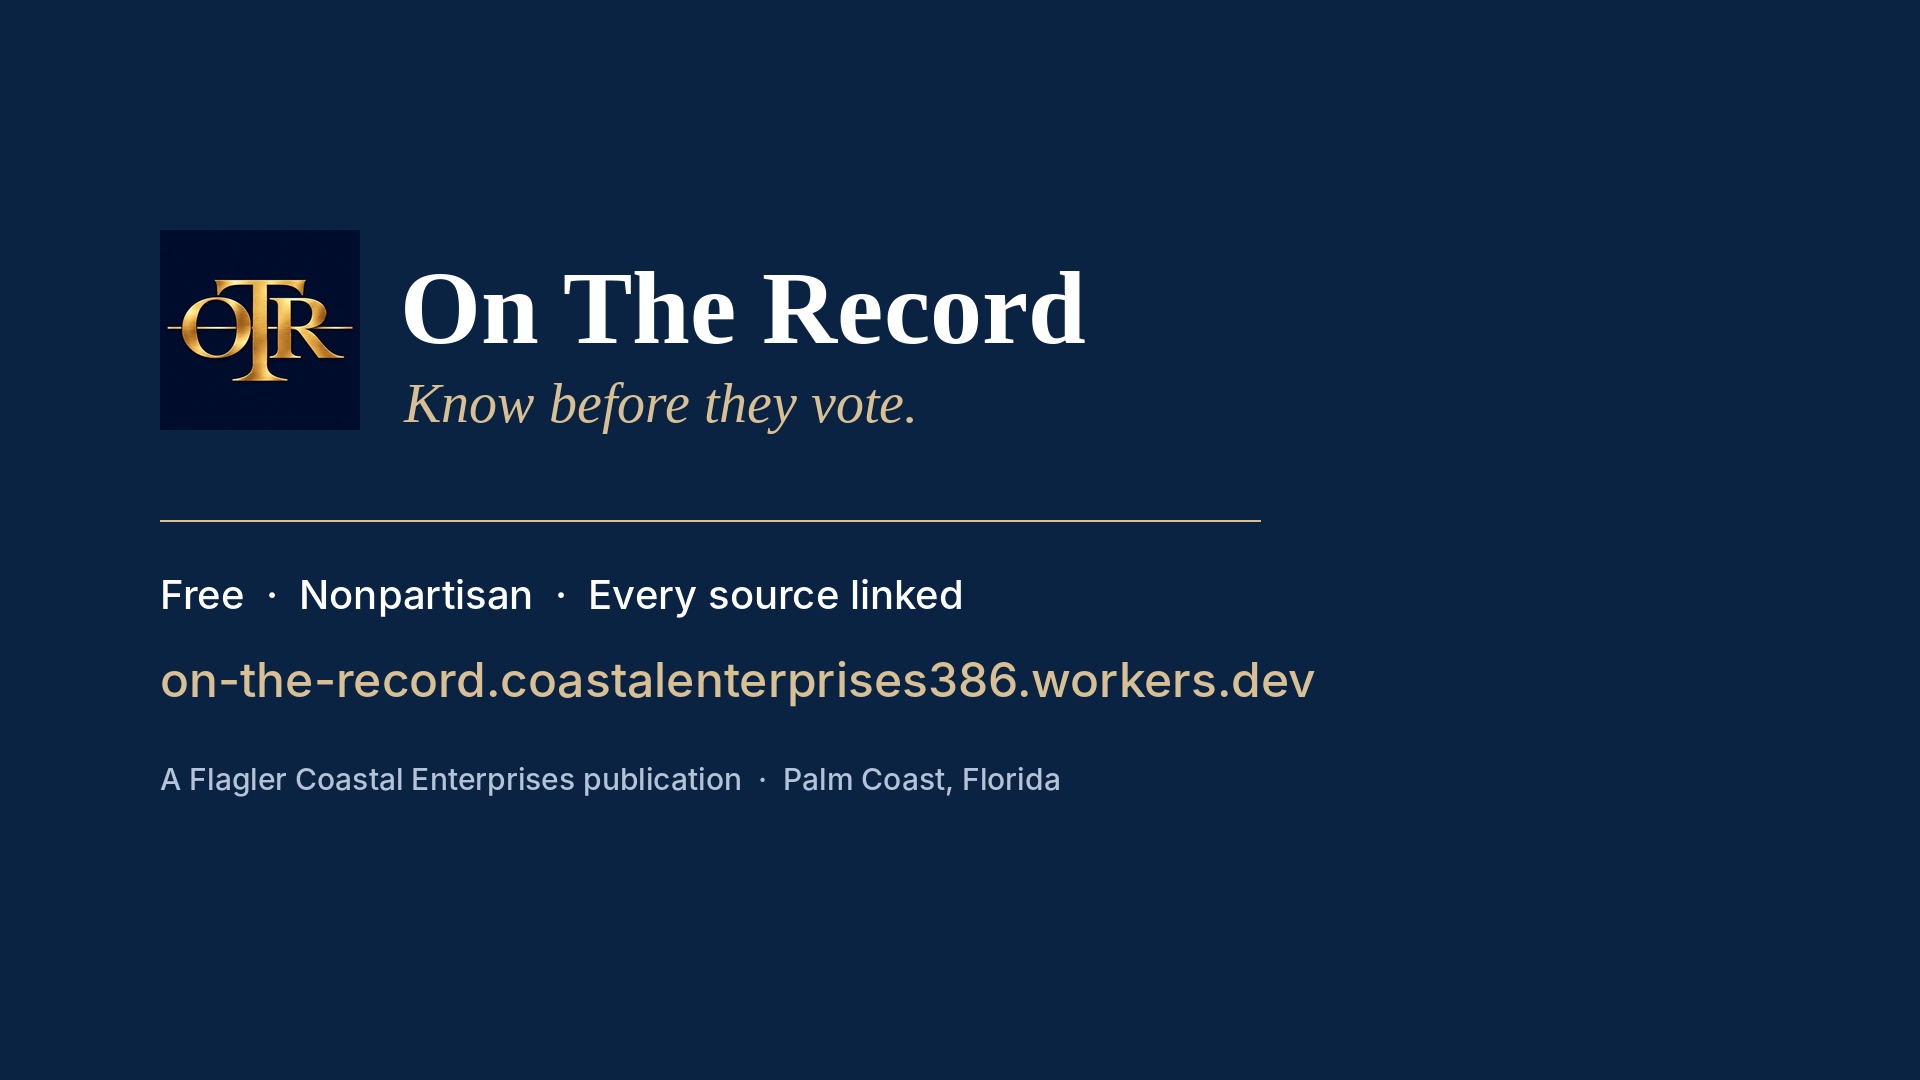 OTR
On The Record
Know before they vote.
Free · Nonpartisan · Every source linked
on-the-record.coastalenterprises386.workers.dev
A Flagler Coastal Enterprises publication · Palm Coast, Florida